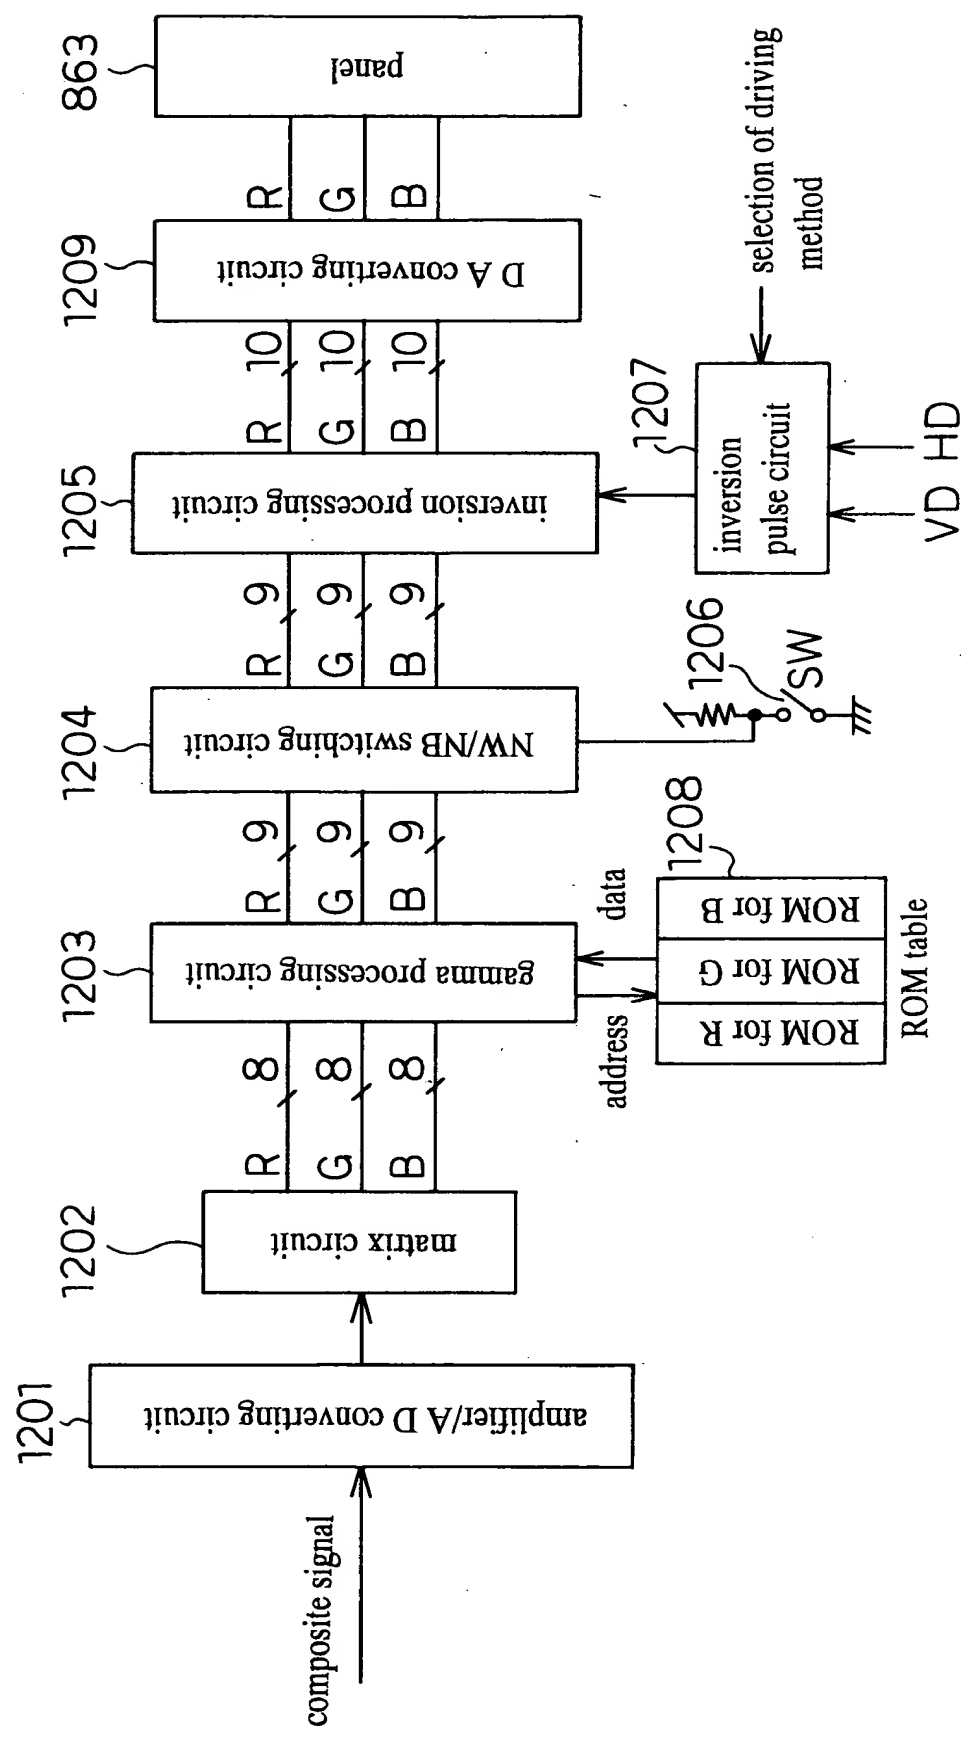 composite signal
1201
amplifier/A D converting circuit
1202
matrix circuit
R 8
G 8
B 8
1203
gamma processing circuit
address
data
1208
ROM for R
ROM for G
ROM for B
ROM table
R 9
G 9
B 9
1204
NW/NB switching circuit
1206
SW
R 9
G 9
B 9
1205
inversion processing circuit
1207
inversion
pulse circuit
VD HD
selection of driving
method
R 10
G 10
B 10
1209
D A converting circuit
R
G
B
863
panel